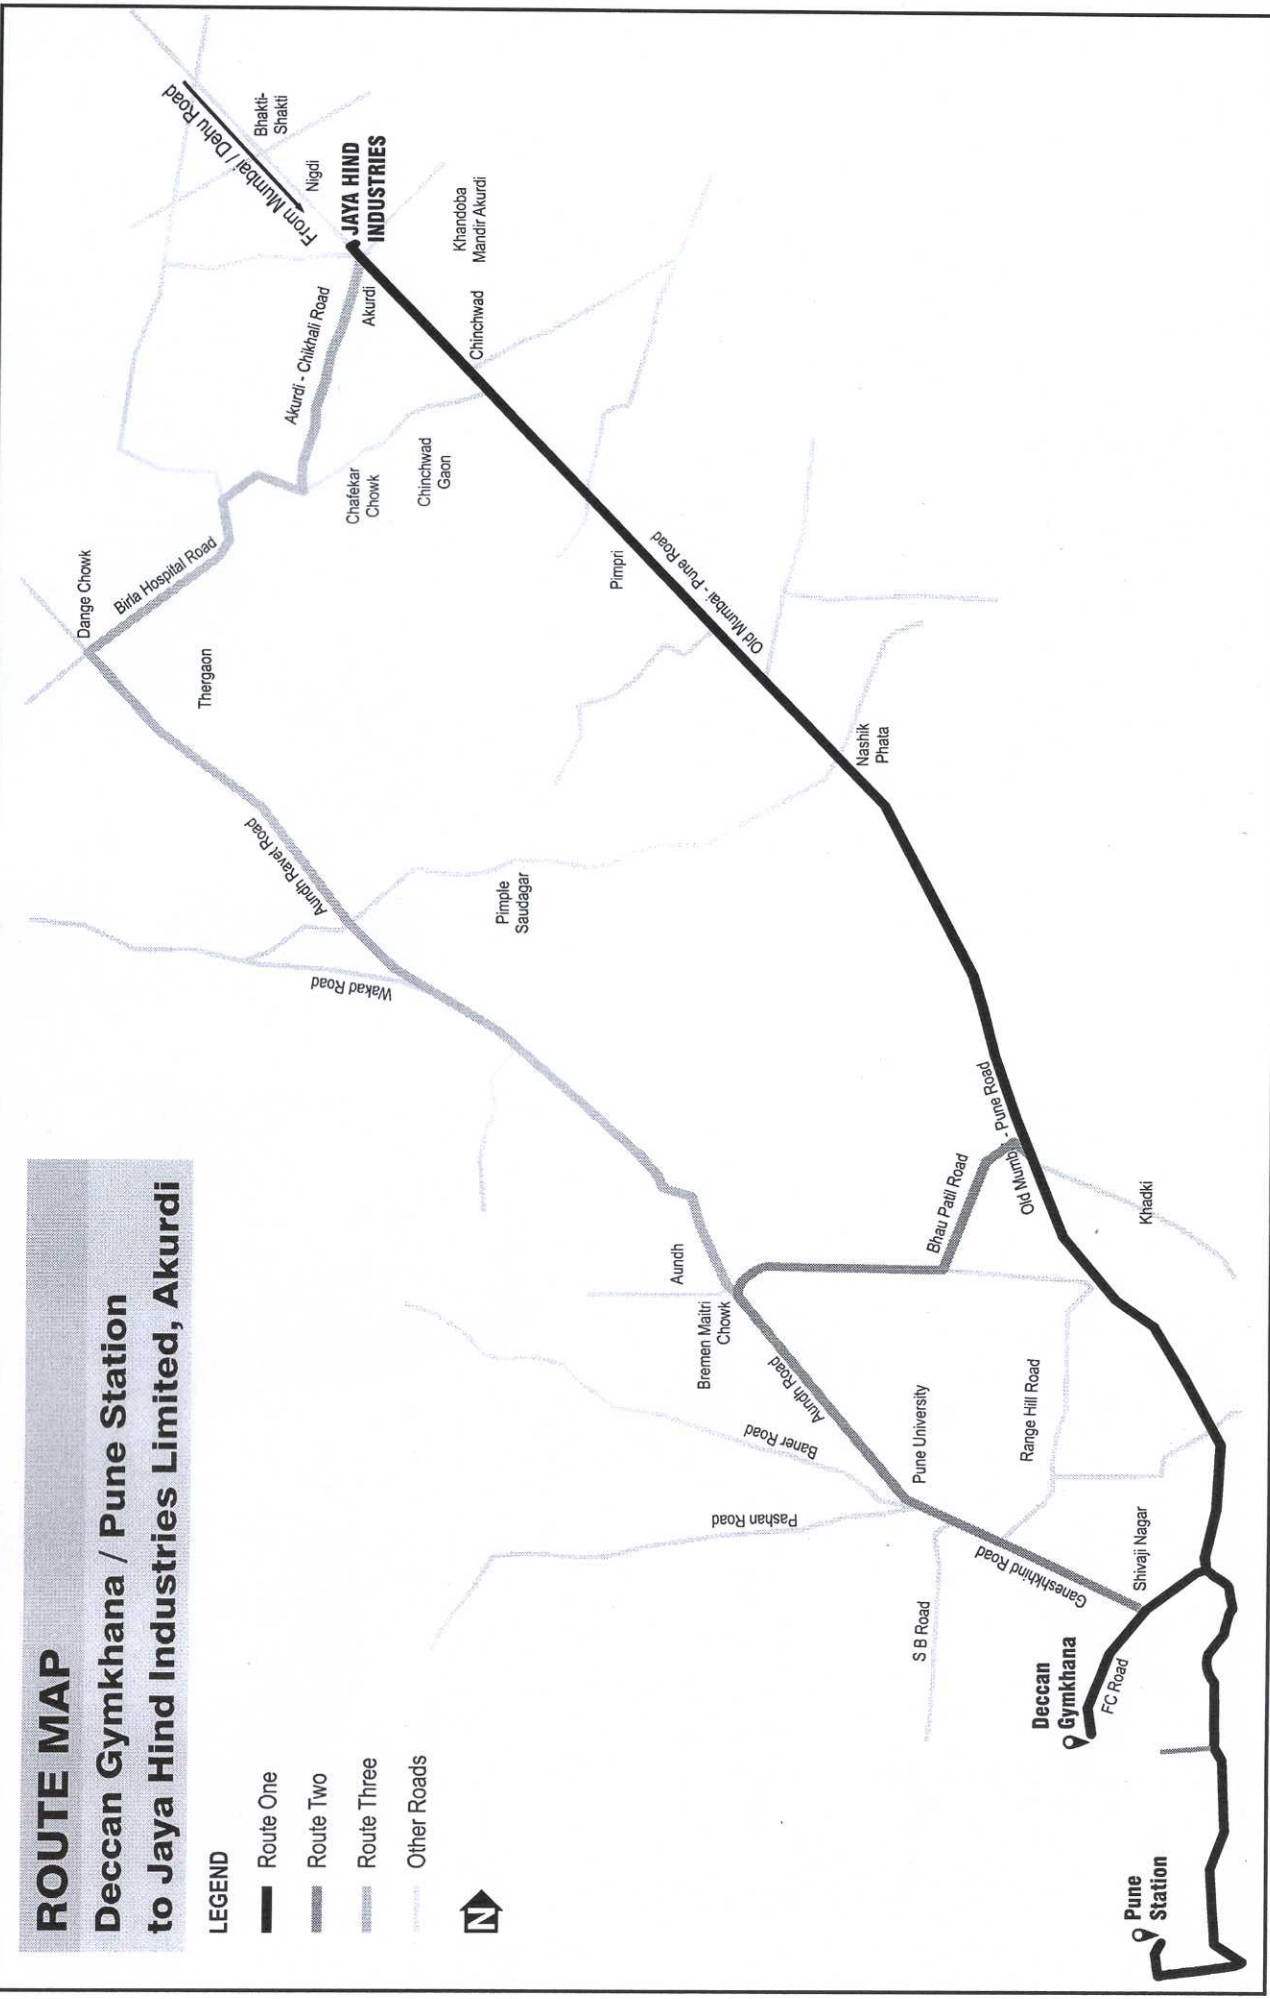 ROUTE MAP
Deccan Gymkhana / Pune Station
to Jaya Hind Industries Limited, Akurdi
LEGEND
Route One
Route Two
Route Three
Other Roads
N
From Mumbai / Dehu Road
Bhakti-
Shakti
Nigdi
JAYA HIND
INDUSTRIES
Khandoba
Mandir Akurdi
Akurdi
Akurdi - Chikhali Road
Chinchwad
Chafekar
Chowk
Chinchwad
Gaon
Dange Chowk
Birla Hospital Road
Thergaon
Pimpri
Old Mumbai - Pune Road
Nashik
Phata
Aundh Ravet Road
Pimple
Saudagar
Wakad Road
Old Mumb - Pune Road
Bhau Patil Road
Khadki
Aundh
Bremen Maitri
Chowk
Aundh Road
Baner Road
Pashan Road
Pune University
Range Hill Road
Ganeshkhind Road
Shivaji Nagar
S B Road
Deccan
Gymkhana
FC Road
Pune
Station